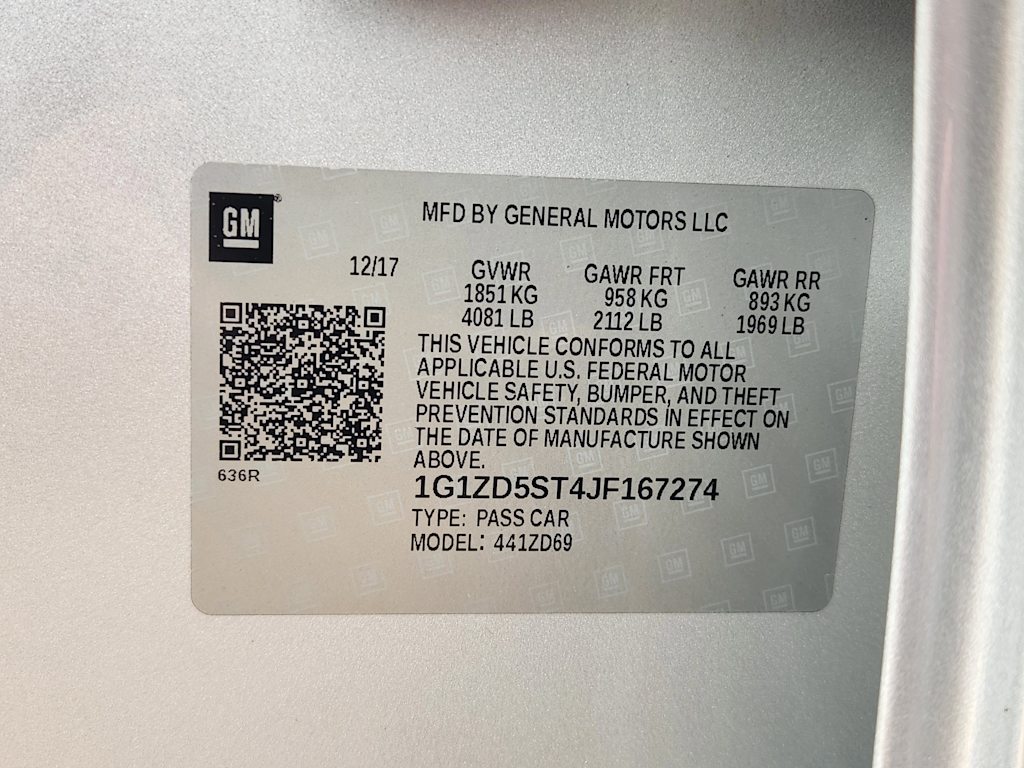 GM
MFD BY GENERAL MOTORS LLC
12/17
GVWR GAWR FRT GAWR RR
1851 KG 958 KG 893 KG
4081 LB 2112 LB 1969 LB
THIS VEHICLE CONFORMS TO ALL
APPLICABLE U.S. FEDERAL MOTOR
VEHICLE SAFETY, BUMPER, AND THEFT
PREVENTION STANDARDS IN EFFECT ON
THE DATE OF MANUFACTURE SHOWN
ABOVE.
636R
1G1ZD5ST4JF167274
TYPE: PASS CAR
MODEL: 441ZD69